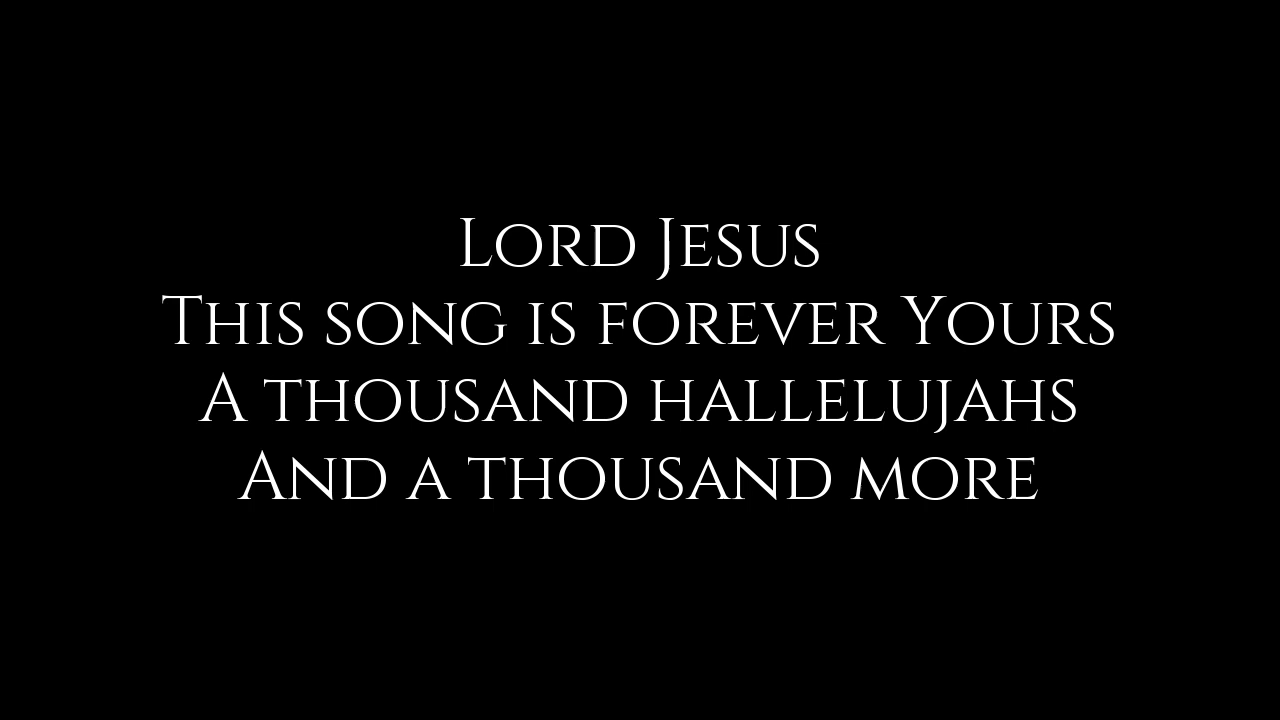 Lord Jesus
This song is forever Yours
A thousand hallelujahs
And a thousand more